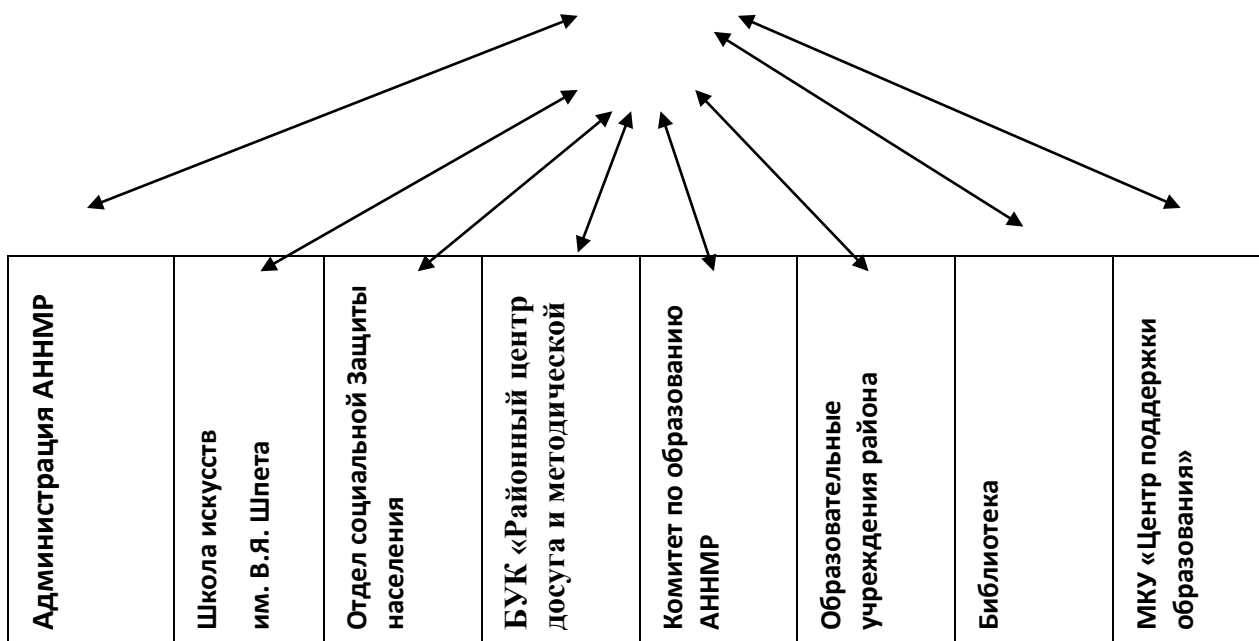 Администрация АННМР
Школа искусств
им. В.Я. Шпета
Отдел социальной Защиты
населения
БУК «Районный центр
досуга и методической
Комитет по образованию
АННМР
Образовательные
учреждения района
Библиотека
МКУ «Центр поддержки
образования»